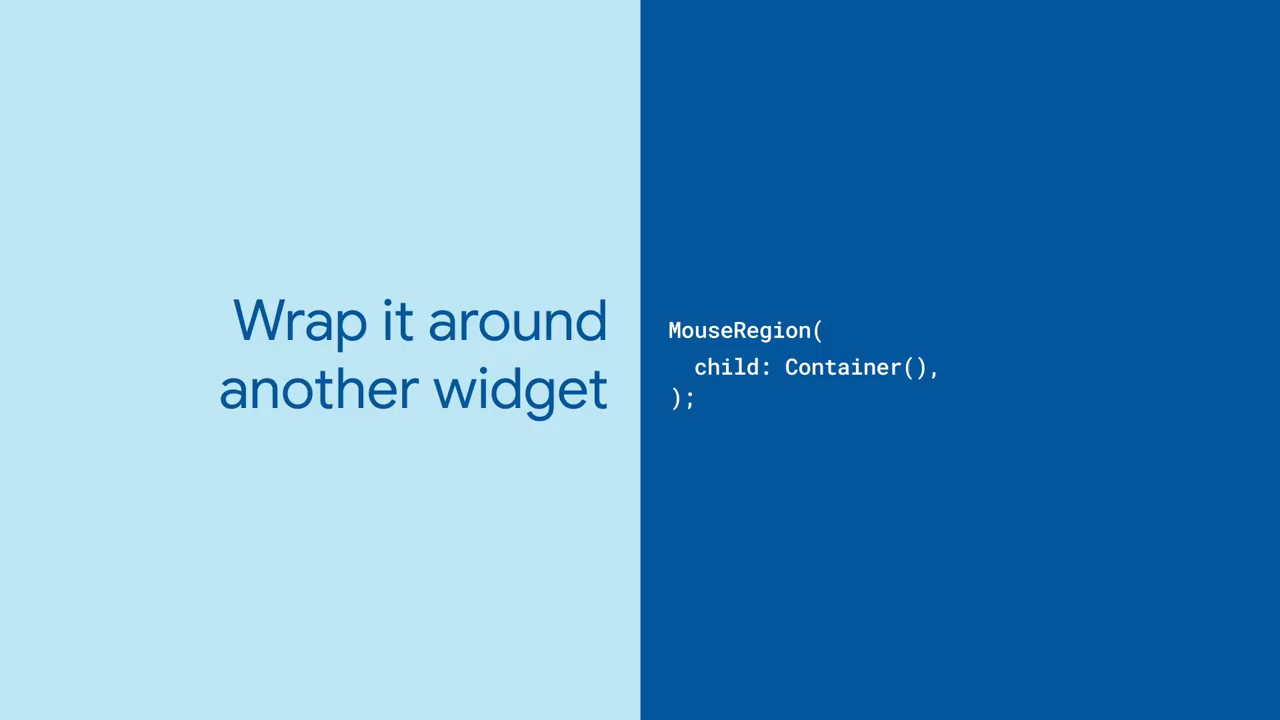 Wrap it around
another widget
MouseRegion(
  child: Container(),
);